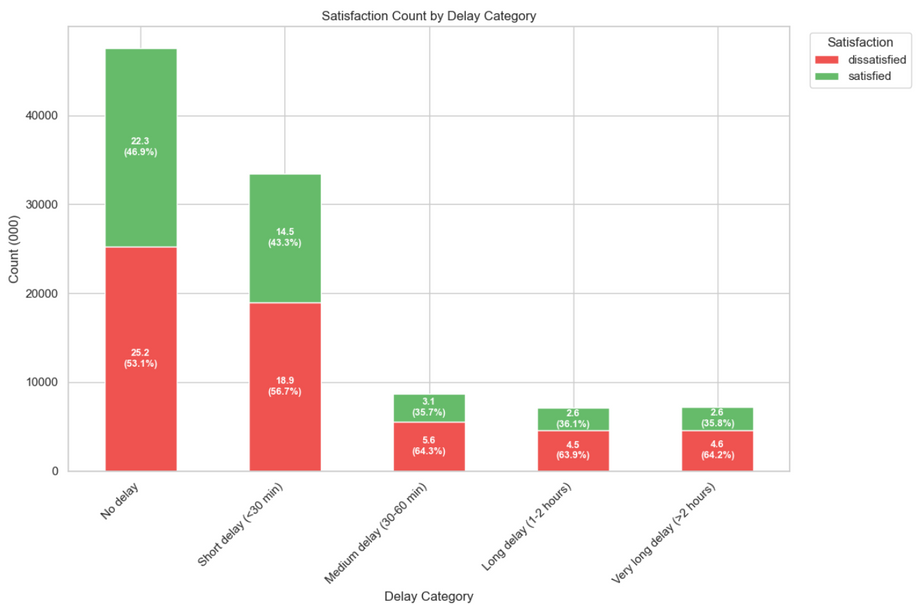 Satisfaction Count by Delay Category
Satisfaction
dissatisfied
satisfied
Count (000)
40000
30000
20000
10000
0
22.3
(46.9%)
25.2
(53.1%)
14.5
(43.3%)
18.9
(56.7%)
3.1
(35.7%)
5.6
(64.3%)
2.6
(36.1%)
4.5
(63.9%)
2.6
(35.8%)
4.6
(64.2%)
No delay
Short delay (<30 min)
Medium delay (30-60 min)
Long delay (1-2 hours)
Very long delay (>2 hours)
Delay Category